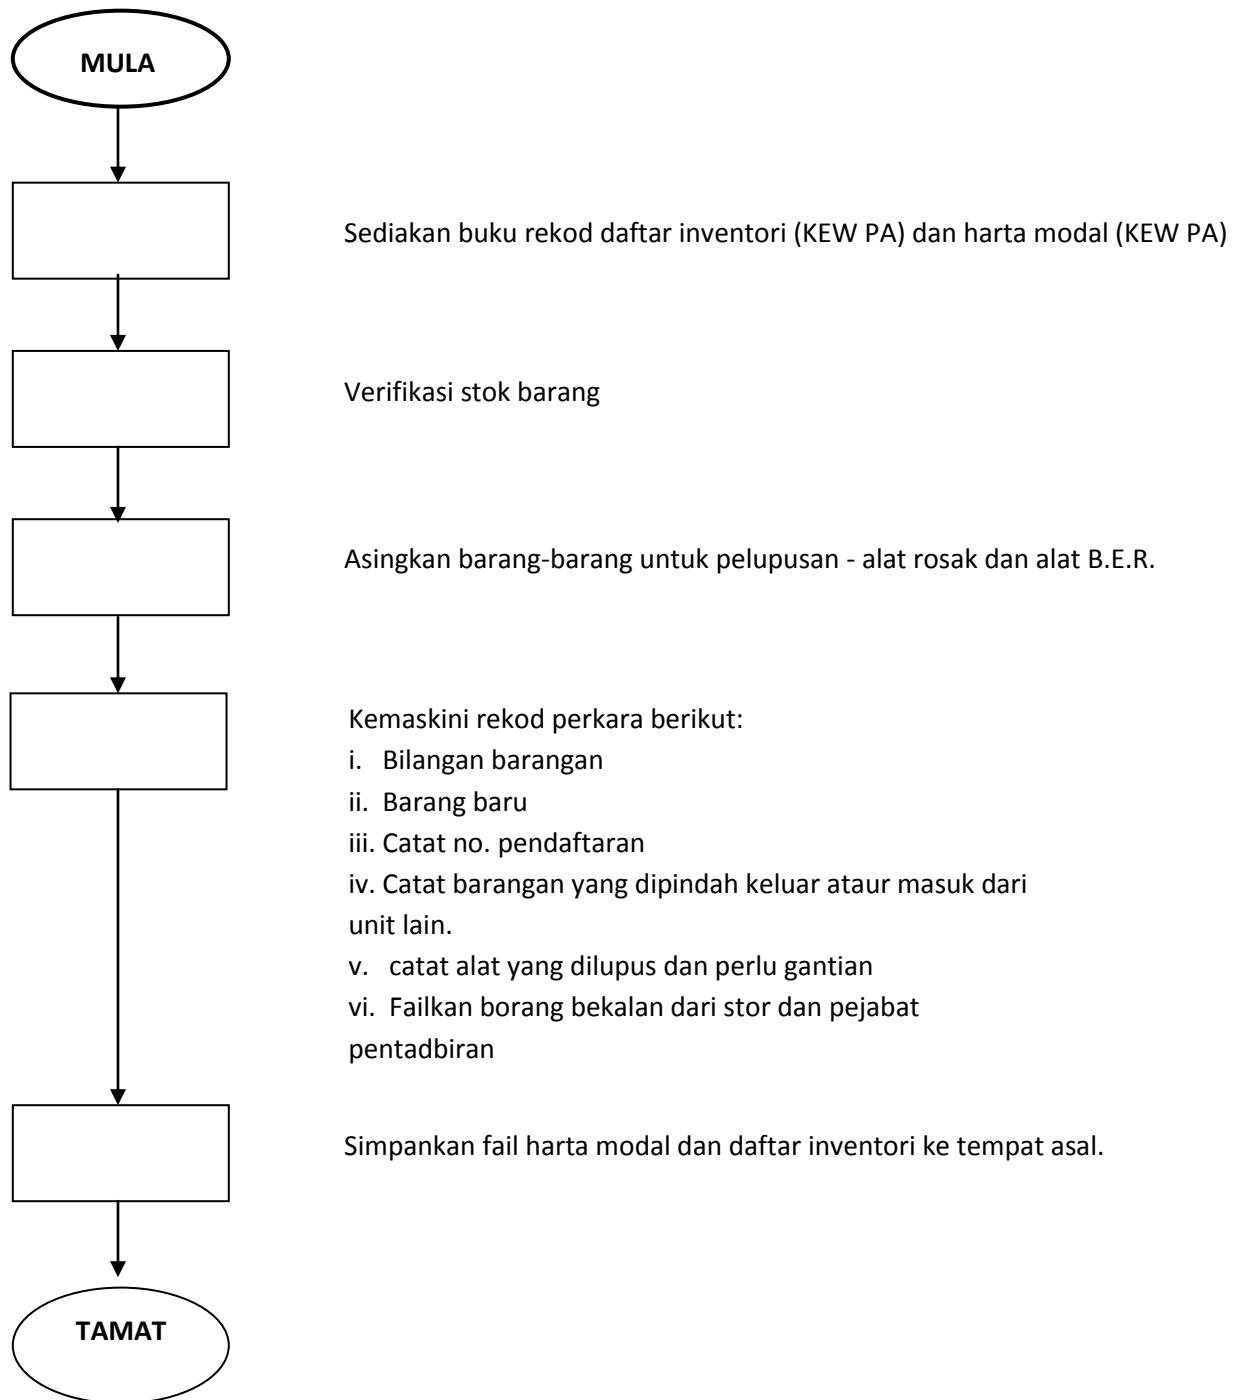 MULA
Sediakan buku rekod daftar inventori (KEW PA) dan harta modal (KEW PA)
Verifikasi stok barang
Asingkan barang-barang untuk pelupusan - alat rosak dan alat B.E.R.
Kemaskini rekod perkara berikut:
i. Bilangan barangan
ii. Barang baru
iii. Catat no. pendaftaran
iv. Catat barangan yang dipindah keluar ataur masuk dari
unit lain.
v. catat alat yang dilupus dan perlu gantian
vi. Failkan borang bekalan dari stor dan pejabat
pentadbiran
Simpankan fail harta modal dan daftar inventori ke tempat asal.
TAMAT